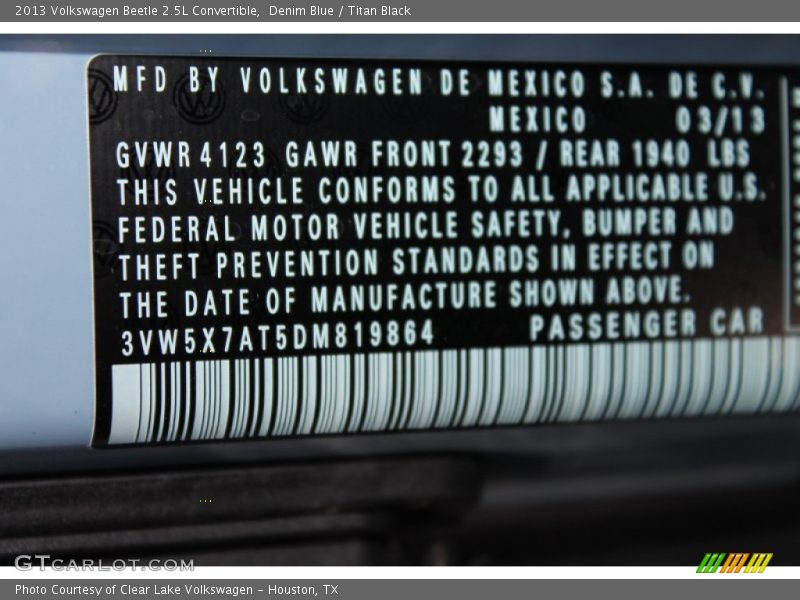 2013 Volkswagen Beetle 2.5L Convertible, Denim Blue / Titan Black
MFD BY VOLKSWAGEN DE MEXICO S.A. DE C.V.
MEXICO 03/13
GVWR 4123 GAWR FRONT 2293 / REAR 1940 LBS
THIS VEHICLE CONFORMS TO ALL APPLICABLE U.S.
FEDERAL MOTOR VEHICLE SAFETY, BUMPER AND
THEFT PREVENTION STANDARDS IN EFFECT ON
THE DATE OF MANUFACTURE SHOWN ABOVE.
3VW5X7AT5DM819864 PASSENGER CAR
GTCARLOT.COM
Photo Courtesy of Clear Lake Volkswagen – Houston, TX